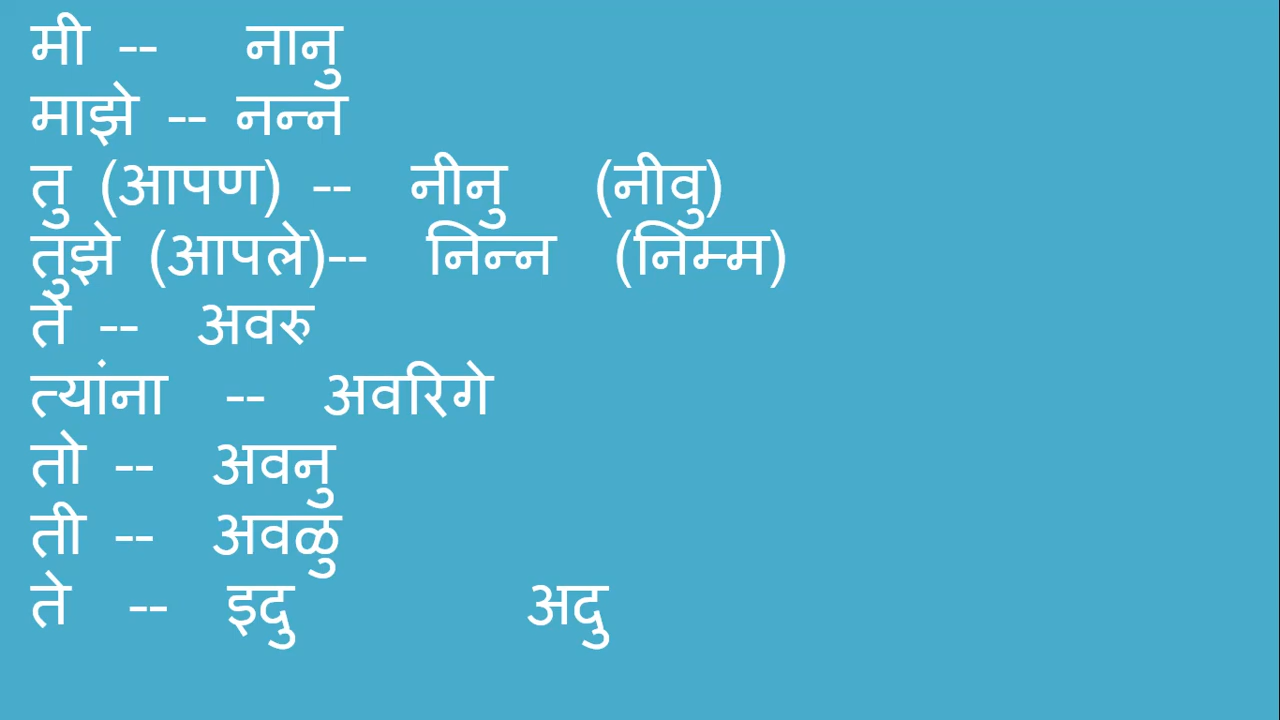 मी -- नानु
माझे -- नन्न
तु (आपण) -- नीनु (नीवु)
तुझे (आपले)-- निन्न (निम्म)
ते -- अवरु
त्यांना -- अवरिगे
तो -- अवनु
ती -- अवळु
ते -- इदु अदु